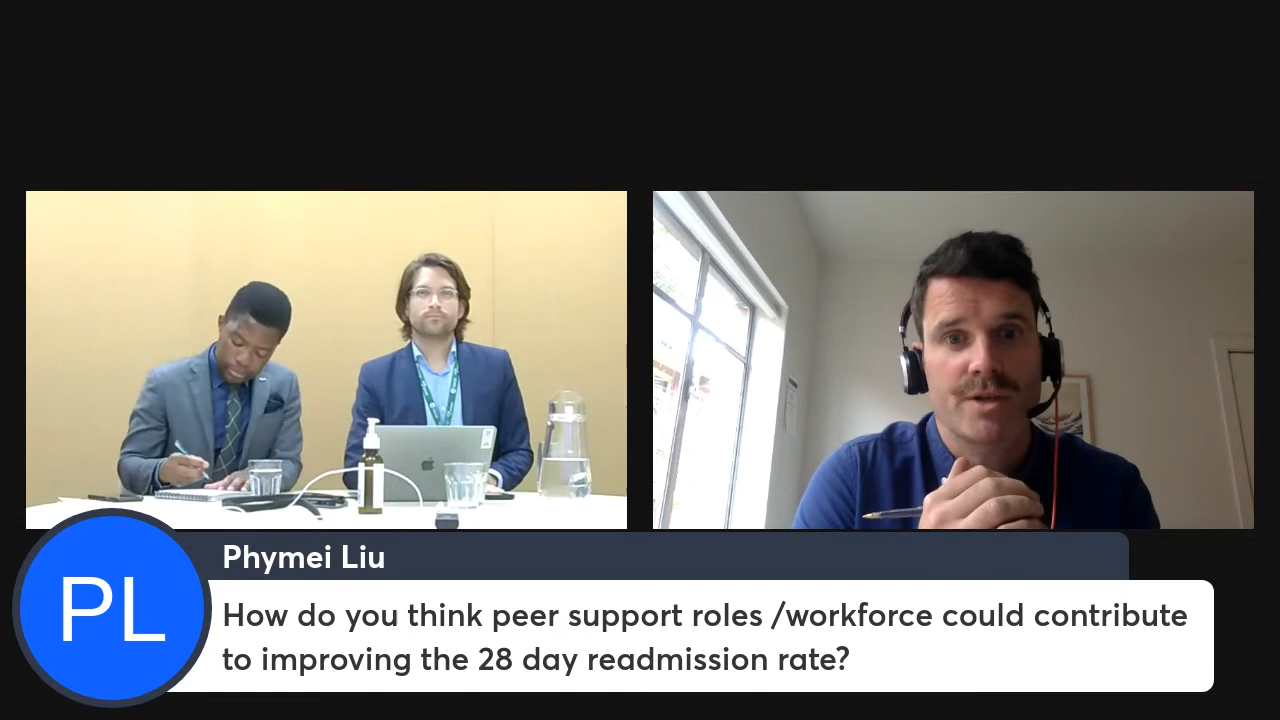 Phymei Liu
PL
How do you think peer support roles /workforce could contribute
to improving the 28 day readmission rate?